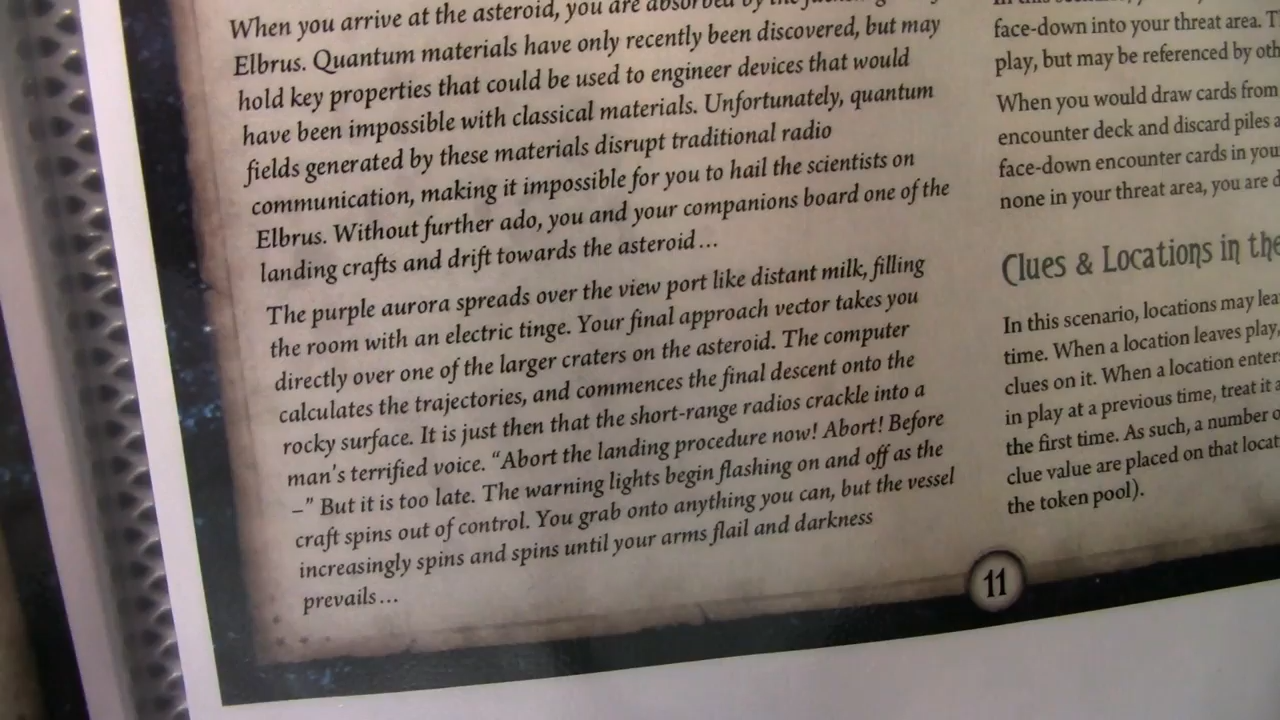 When you arrive at the asteroid, you are absorbed by the
Elbrus. Quantum materials have only recently been discovered, but may
hold key properties that could be used to engineer devices that would
have been impossible with classical materials. Unfortunately, quantum
fields generated by these materials disrupt traditional radio
communication, making it impossible for you to hail the scientists on
Elbrus. Without further ado, you and your companions board one of the
landing crafts and drift towards the asteroid…
The purple aurora spreads over the view port like distant milk, filling
the room with an electric tinge. Your final approach vector takes you
directly over one of the larger craters on the asteroid. The computer
calculates the trajectories, and commences the final descent onto the
rocky surface. It is just then that the short-range radios crackle into a
man's terrified voice. “Abort the landing procedure now! Abort! Before
–” But it is too late. The warning lights begin flashing on and off as the
craft spins out of control. You grab onto anything you can, but the vessel
increasingly spins and spins until your arms flail and darkness
prevails…
face-down into your threat area. T
play, but may be referenced by oth
When you would draw cards from
encounter deck and discard piles a
face-down encounter cards in you
none in your threat area, you are d
Clues & Locations in the
In this scenario, locations may lea
time. When a location leaves play,
clues on it. When a location enter
in play at a previous time, treat it a
the first time. As such, a number o
clue value are placed on that locat
the token pool).
11